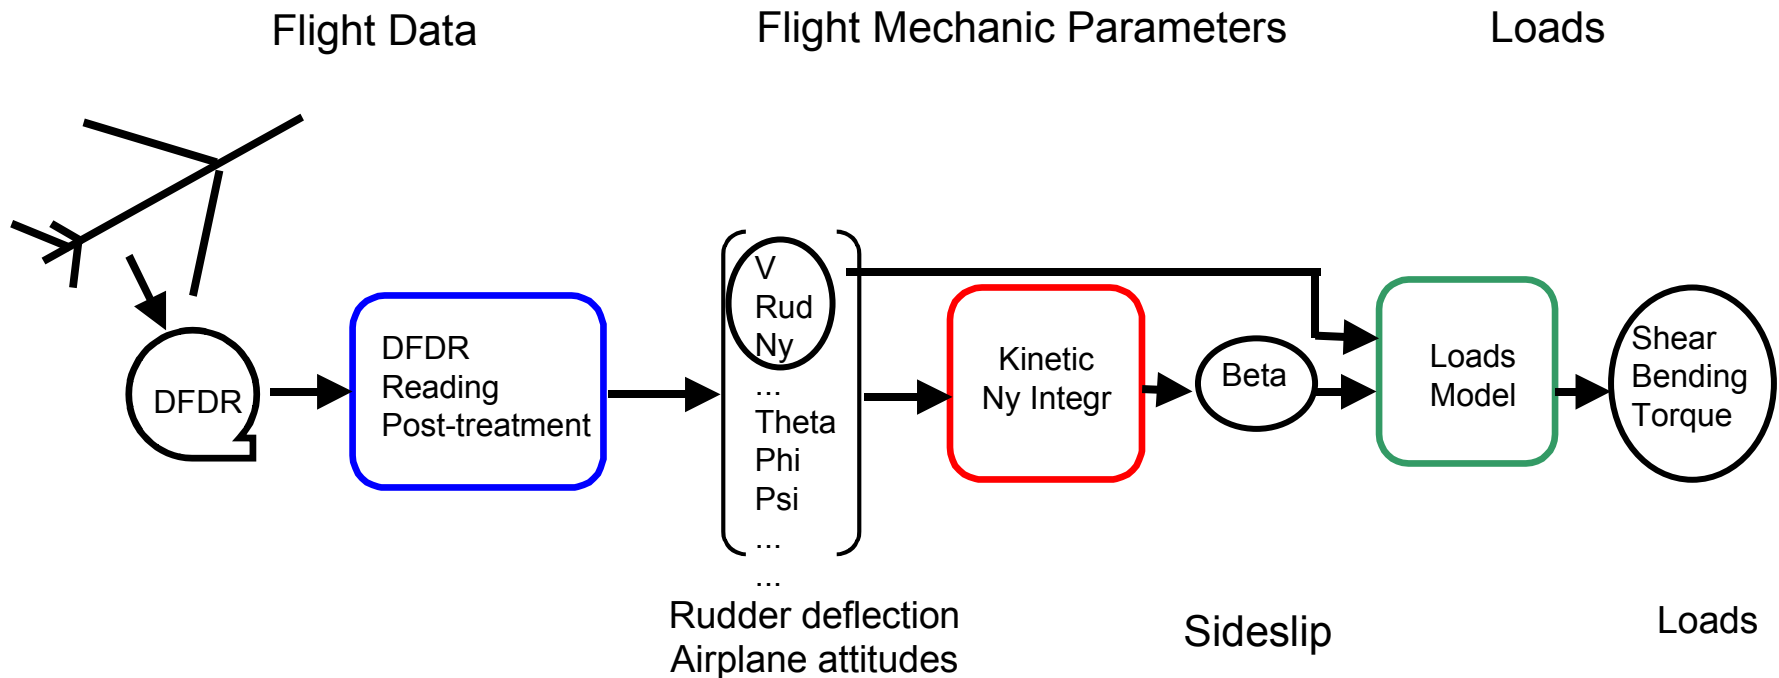 Flight Data
Flight Mechanic Parameters
Loads
DFDR
DFDR
Reading
Post-treatment
V
Rud
Ny
...
Theta
Phi
Psi
...
...
Rudder deflection
Airplane attitudes
Kinetic
Ny Integr
Beta
Sideslip
Loads
Model
Shear
Bending
Torque
Loads